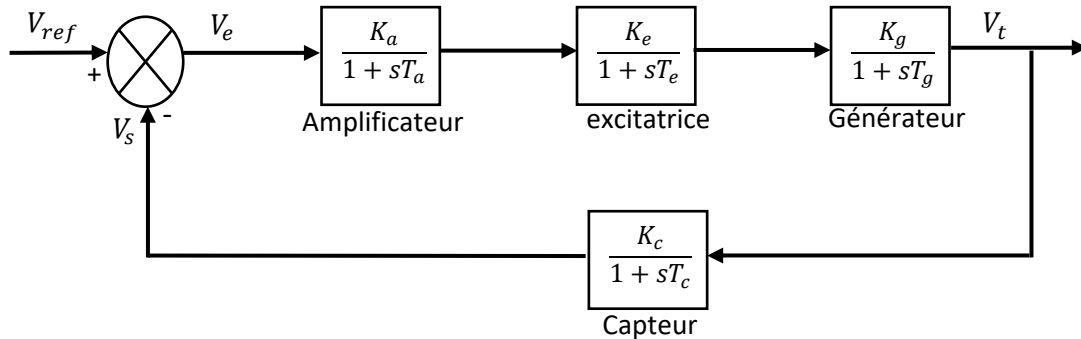 V_ref
+
-
V_s
V_e
K_a
1 + sT_a
Amplificateur
K_e
1 + sT_e
excitatrice
K_g
1 + sT_g
Générateur
V_t
K_c
1 + sT_c
Capteur